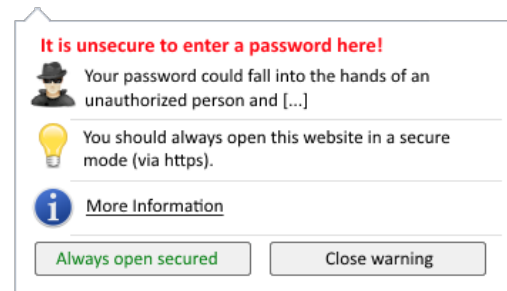 It is unsecure to enter a password here!
Your password could fall into the hands of an
unauthorized person and [...]
You should always open this website in a secure
mode (via https).
More Information
Always open secured
Close warning